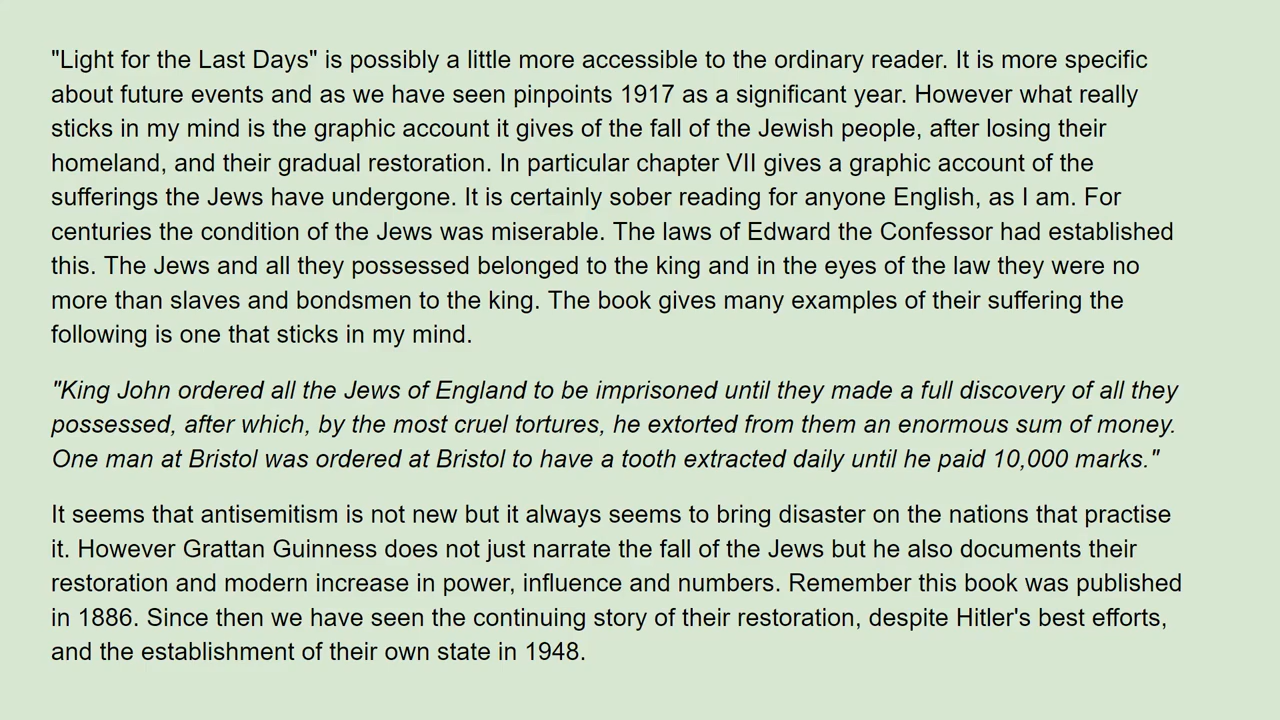 "Light for the Last Days" is possibly a little more accessible to the ordinary reader. It is more specific
about future events and as we have seen pinpoints 1917 as a significant year. However what really
sticks in my mind is the graphic account it gives of the fall of the Jewish people, after losing their
homeland, and their gradual restoration. In particular chapter VII gives a graphic account of the
sufferings the Jews have undergone. It is certainly sober reading for anyone English, as I am. For
centuries the condition of the Jews was miserable. The laws of Edward the Confessor had established
this. The Jews and all they possessed belonged to the king and in the eyes of the law they were no
more than slaves and bondsmen to the king. The book gives many examples of their suffering the
following is one that sticks in my mind.
"King John ordered all the Jews of England to be imprisoned until they made a full discovery of all they
possessed, after which, by the most cruel tortures, he extorted from them an enormous sum of money.
One man at Bristol was ordered at Bristol to have a tooth extracted daily until he paid 10,000 marks."
It seems that antisemitism is not new but it always seems to bring disaster on the nations that practise
it. However Grattan Guinness does not just narrate the fall of the Jews but he also documents their
restoration and modern increase in power, influence and numbers. Remember this book was published
in 1886. Since then we have seen the continuing story of their restoration, despite Hitler's best efforts,
and the establishment of their own state in 1948.